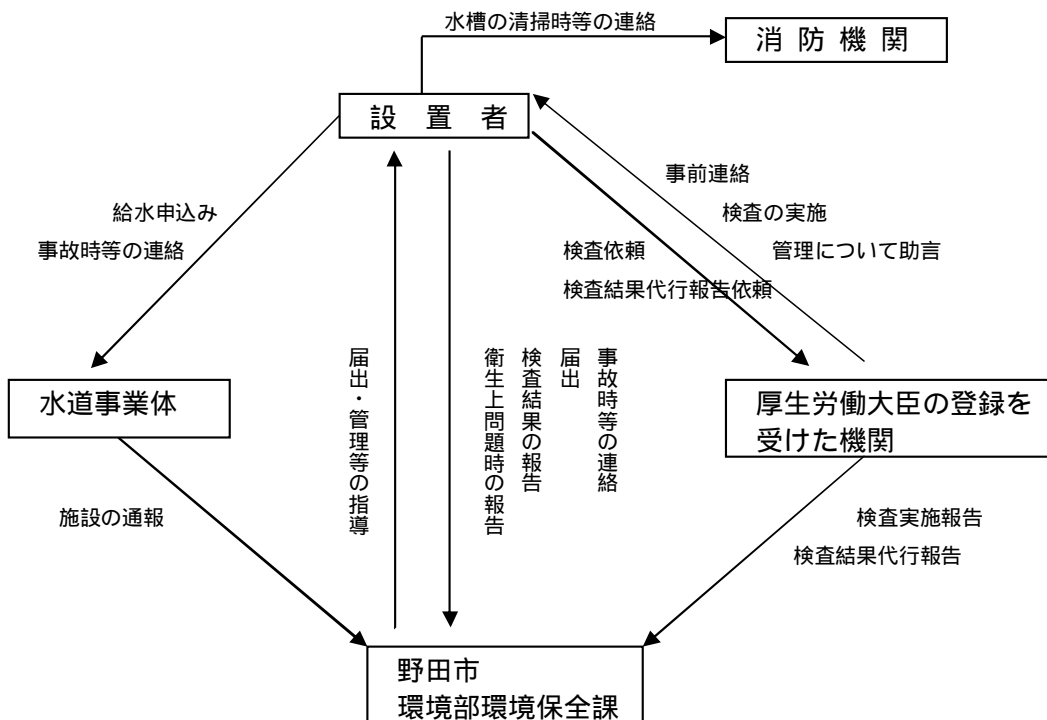 水槽の清掃時等の連絡
消防機関
設置者
事前連絡
検査の実施
管理について助言
給水申込み
事故時等の連絡
検査依頼
検査結果代行報告依頼
届出・管理等の指導
事故時等の連絡
届出
検査結果の報告
衛生上問題時の報告
水道事業体
厚生労働大臣の登録を
受けた機関
施設の通報
検査実施報告
検査結果代行報告
野田市
環境部環境保全課